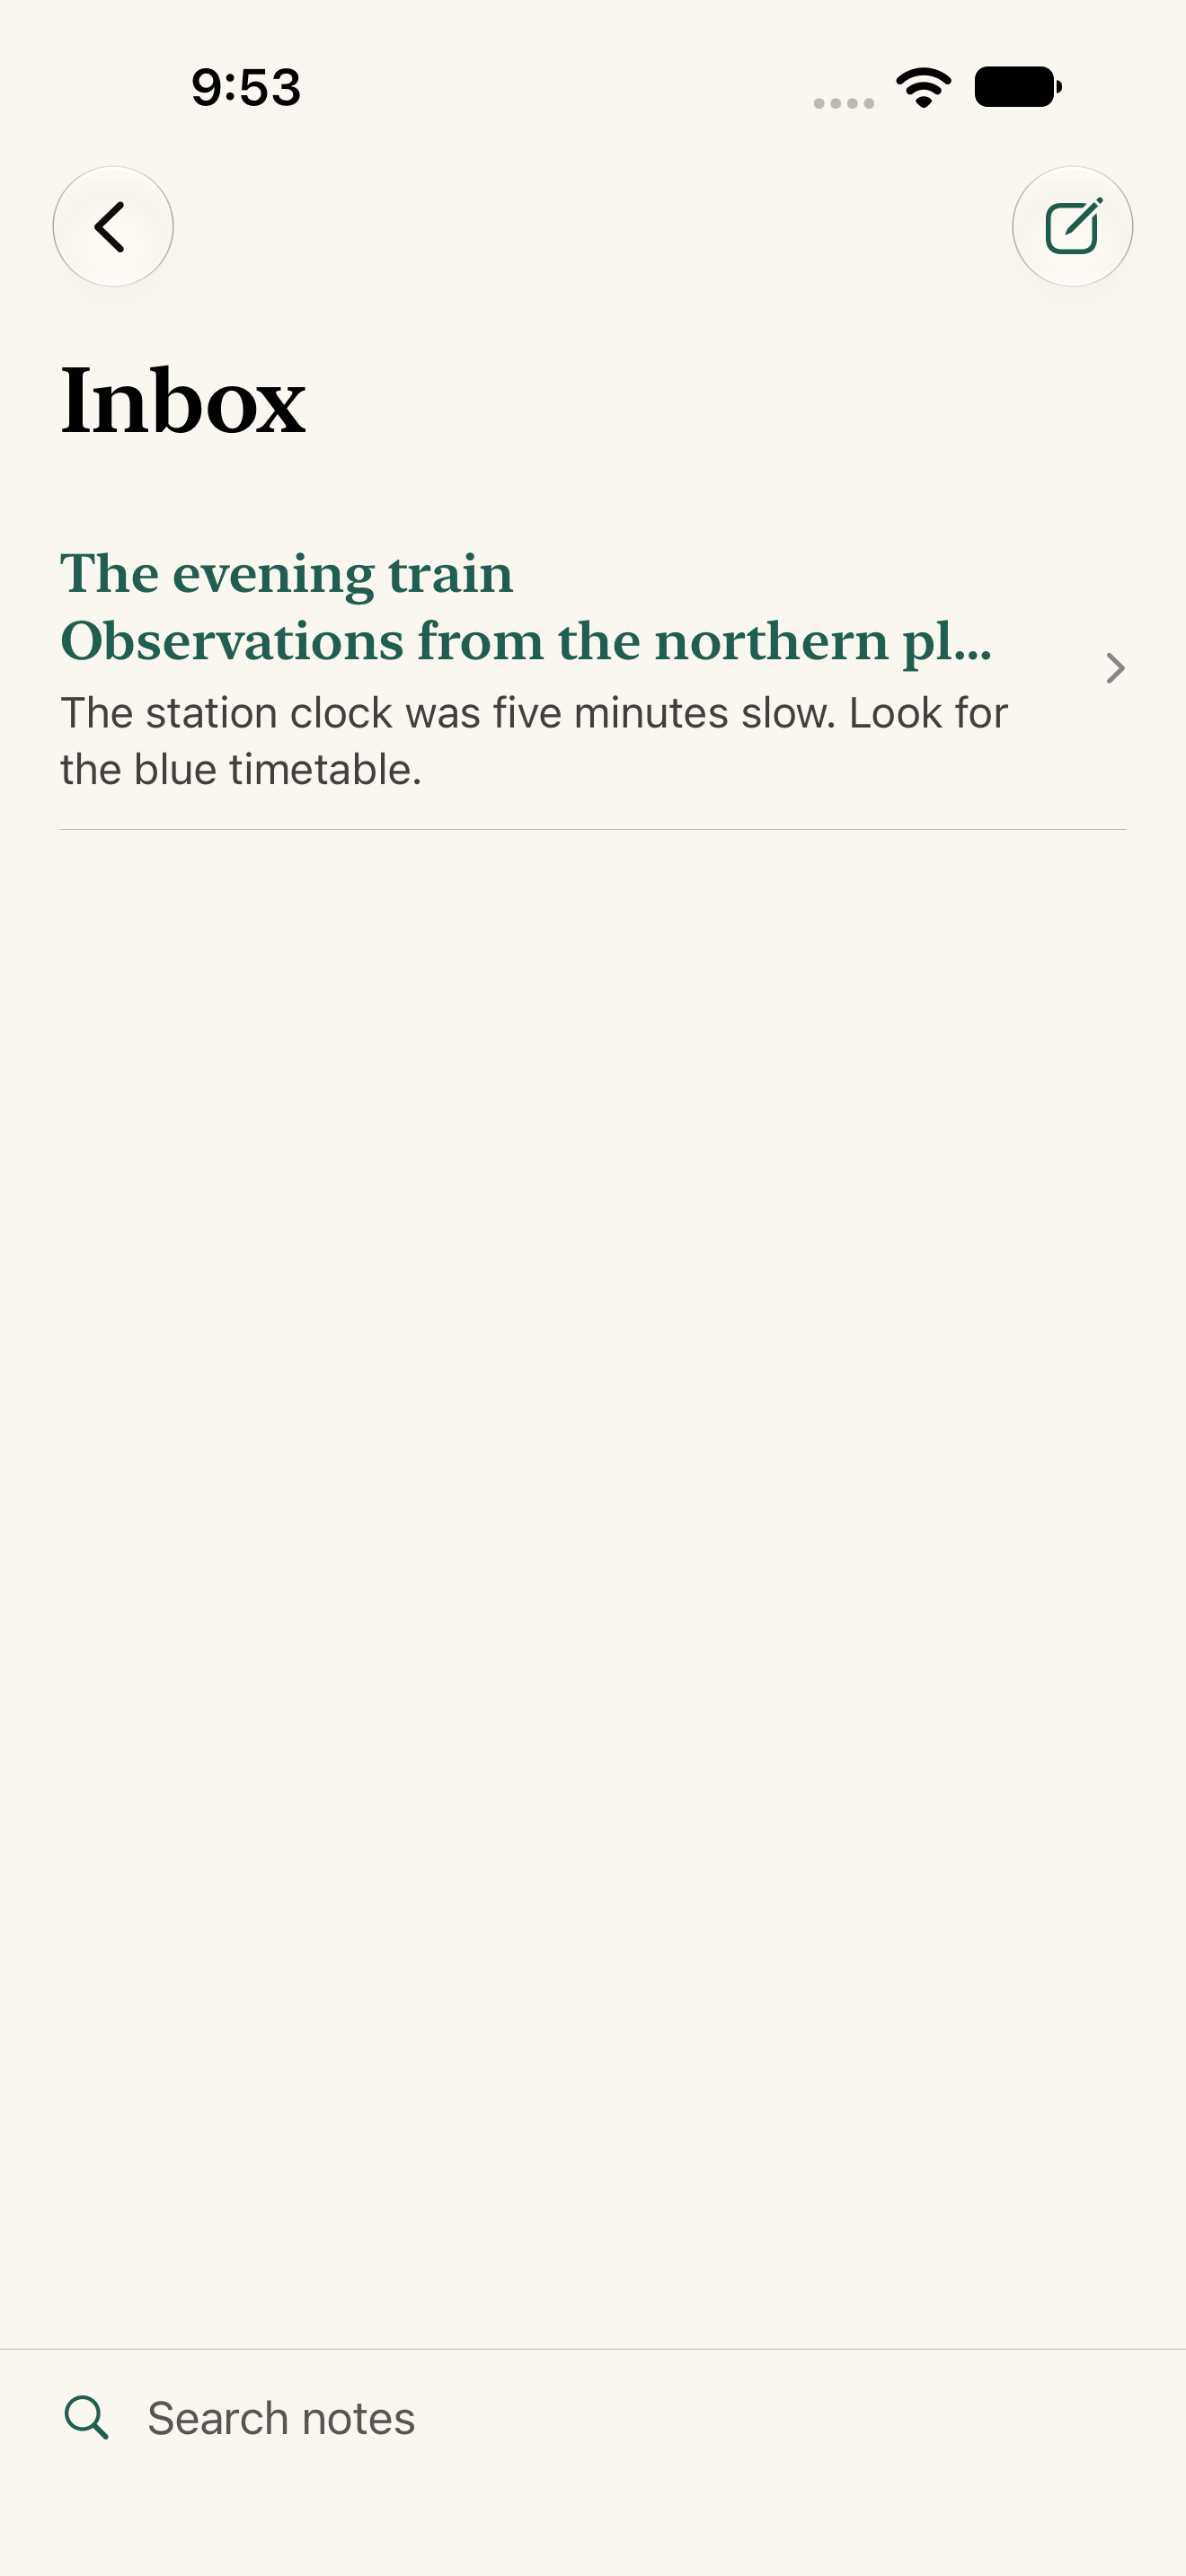 9:53
Inbox
The evening train
Observations from the northern pl...
The station clock was five minutes slow. Look for
the blue timetable.
Search notes